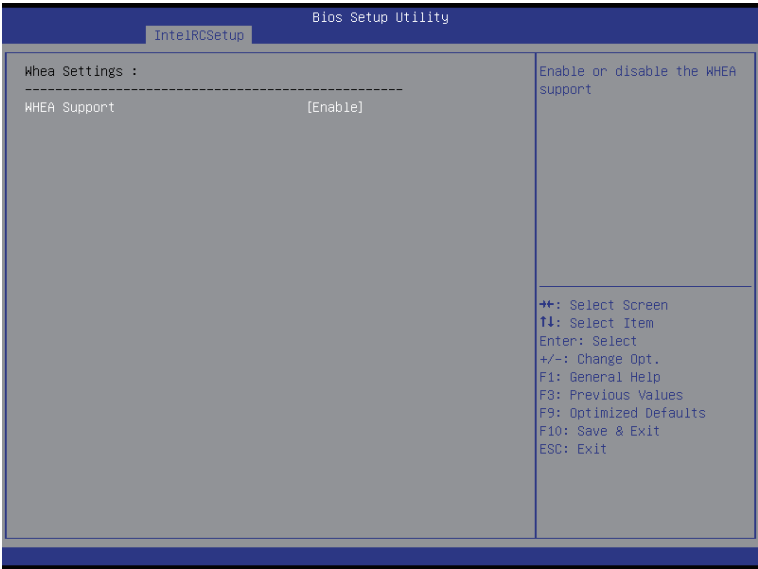 Bios Setup Utility
IntelRCSetup
Whea Settings :
--------------------------------------------------
WHEA Support [Enable]
Enable or disable the WHEA
support
→←: Select Screen
↑↓: Select Item
Enter: Select
+/-: Change Opt.
F1: General Help
F3: Previous Values
F9: Optimized Defaults
F10: Save & Exit
ESC: Exit